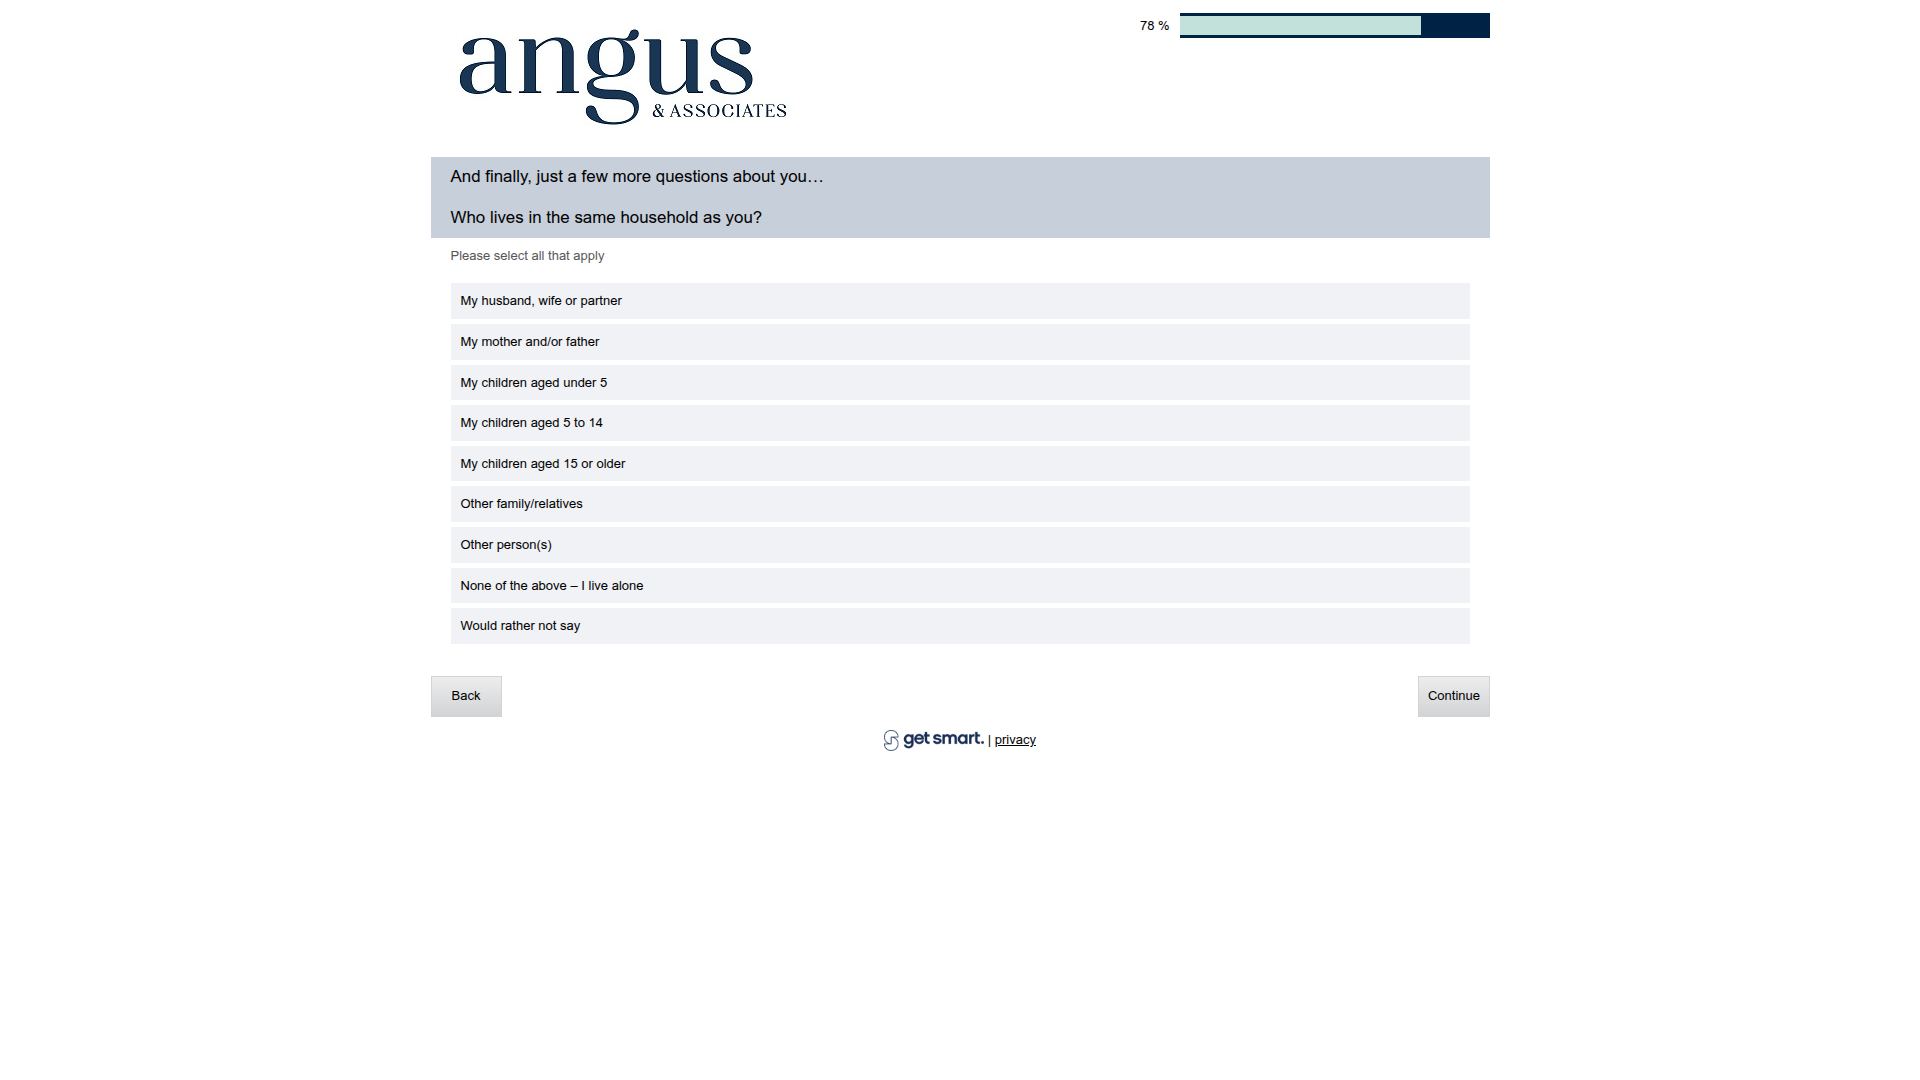 78 %
angus
& ASSOCIATES
And finally, just a few more questions about you…
Who lives in the same household as you?
Please select all that apply
My husband, wife or partner
My mother and/or father
My children aged under 5
My children aged 5 to 14
My children aged 15 or older
Other family/relatives
Other person(s)
None of the above – I live alone
Would rather not say
Back
Continue
get smart. | privacy